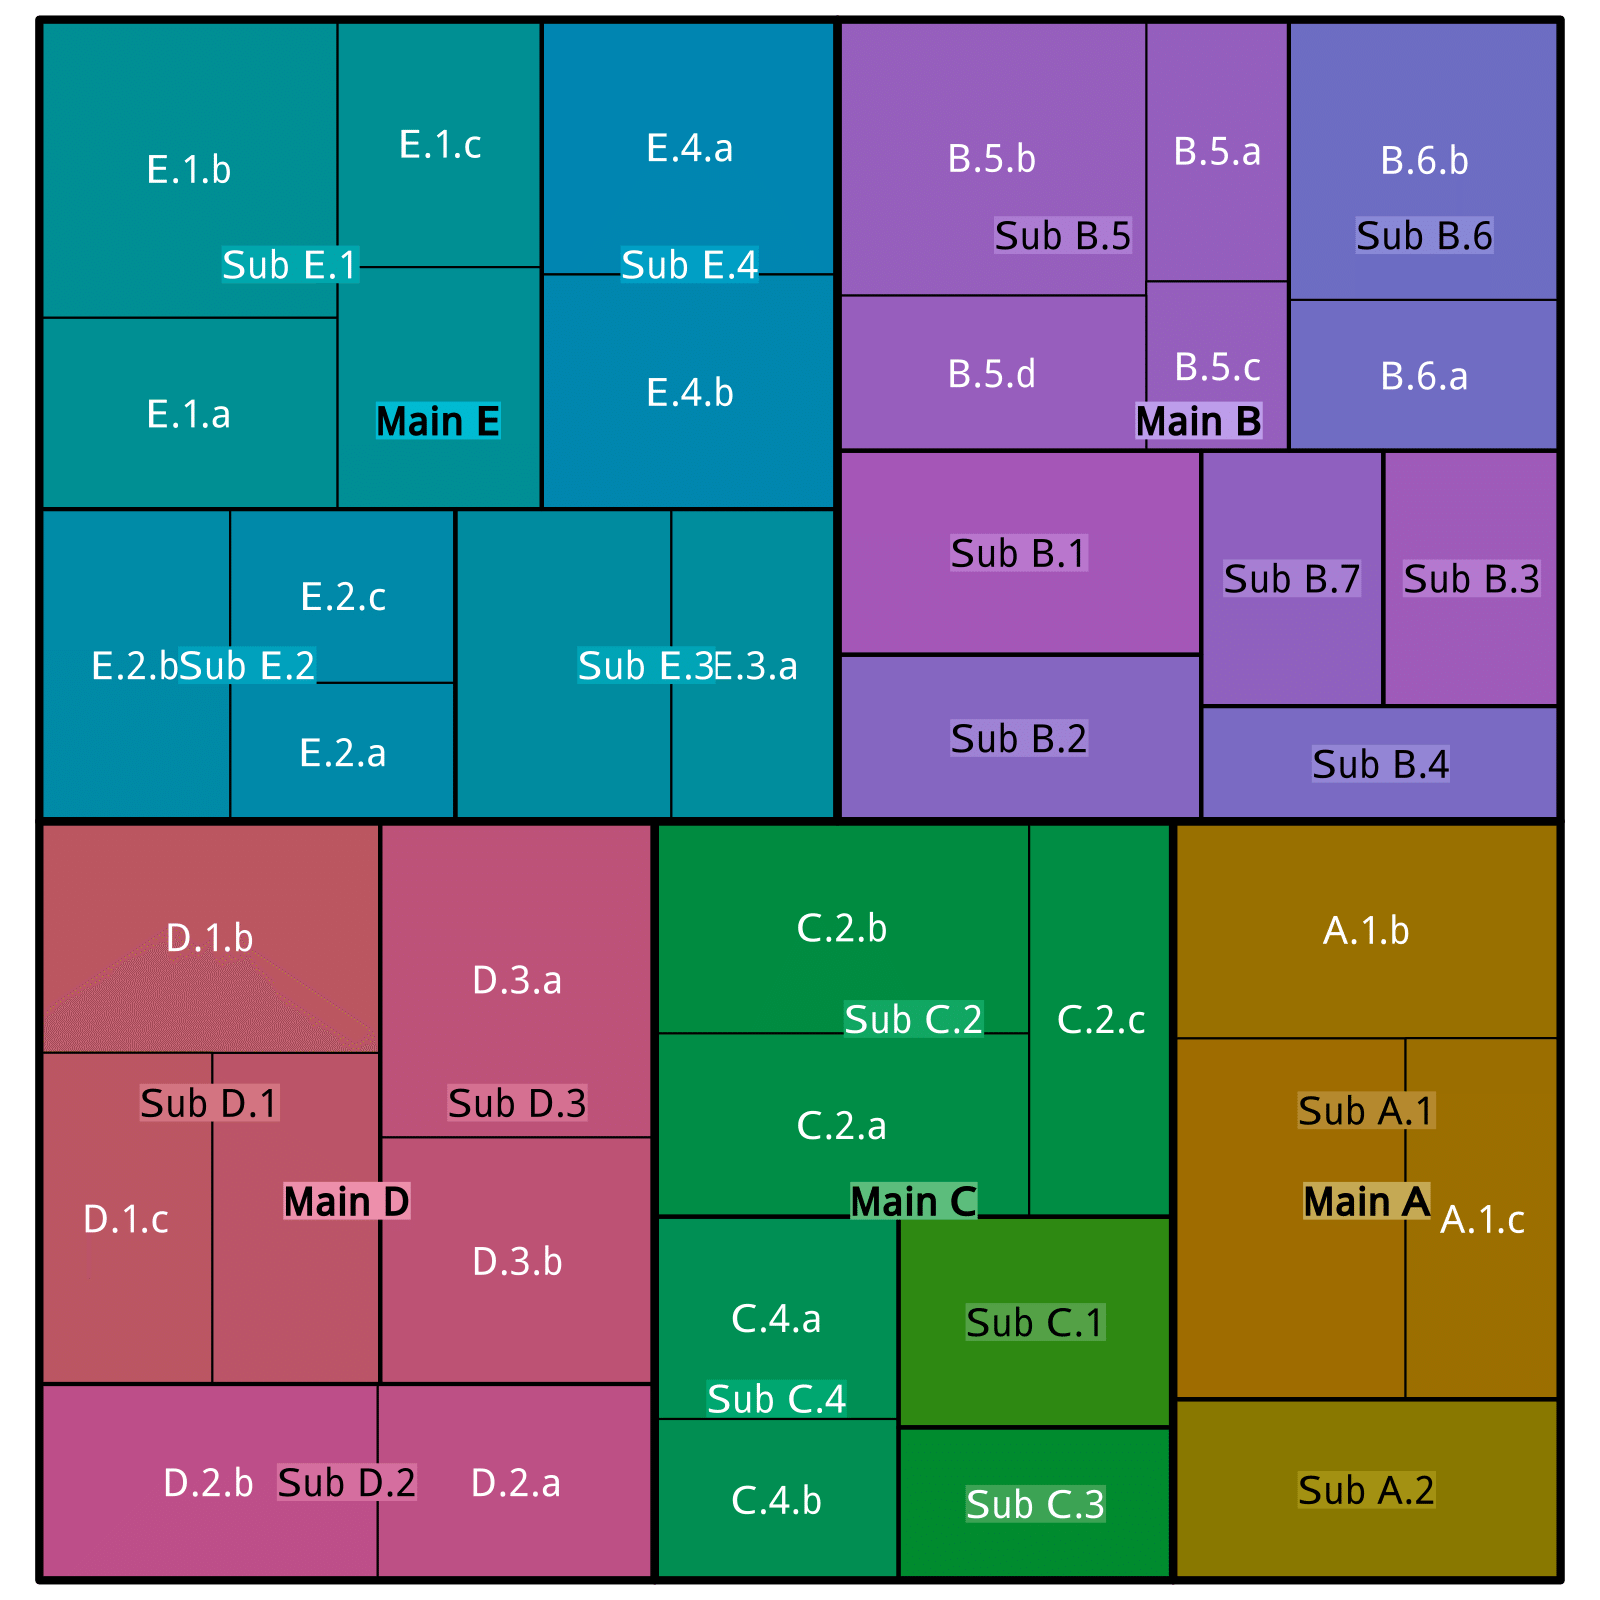 E.1.b
E.1.c
E.4.a
Sub E.1
Sub E.4
E.1.a
Main E
E.4.b
E.2.b
Sub E.2
E.2.c
E.2.a
Sub E.3
E.3.a
B.5.b
B.5.a
B.6.b
Sub B.5
Sub B.6
B.5.d
B.5.c
B.6.a
Main B
Sub B.1
Sub B.7
Sub B.3
Sub B.2
Sub B.4
D.1.b
D.3.a
Sub D.1
Sub D.3
Main D
D.1.c
D.3.b
D.2.b
Sub D.2
D.2.a
C.2.b
Sub C.2
C.2.c
C.2.a
Main C
C.4.a
Sub C.1
Sub C.4
C.4.b
Sub C.3
A.1.b
Sub A.1
Main A
A.1.c
Sub A.2